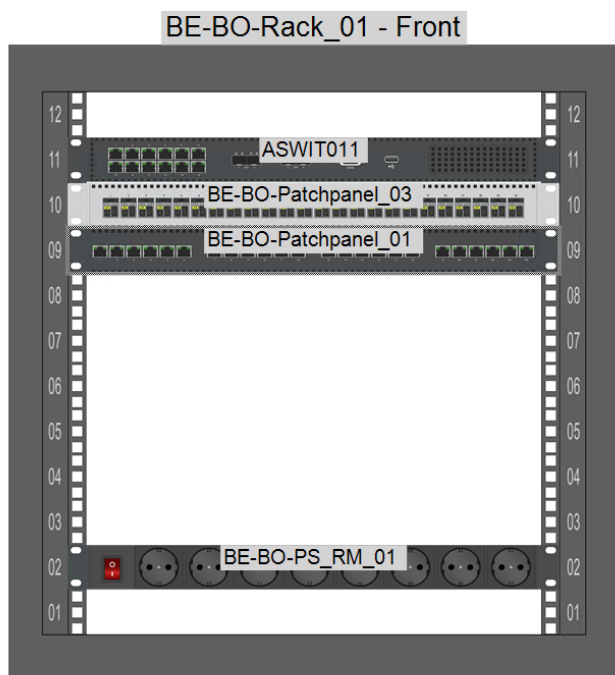 BE-BO-Rack_01 - Front
12 12
11 ASWIT011 11
10 BE-BO-Patchpanel_03 10
09 BE-BO-Patchpanel_01 09
08 08
07 07
06 06
05 05
04 04
03 03
02 BE-BO-PS_RM_01 02
01 01